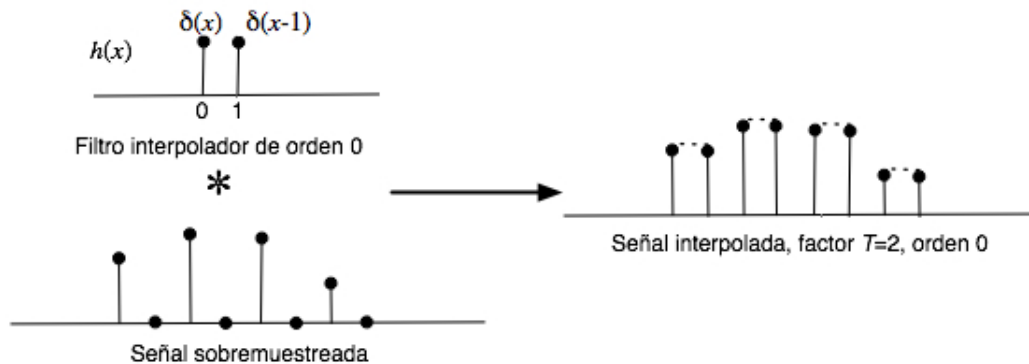 δ(x) δ(x-1)
h(x)
0 1
Filtro interpolador de orden 0
*
Señal sobremuestreada
Señal interpolada, factor T=2, orden 0